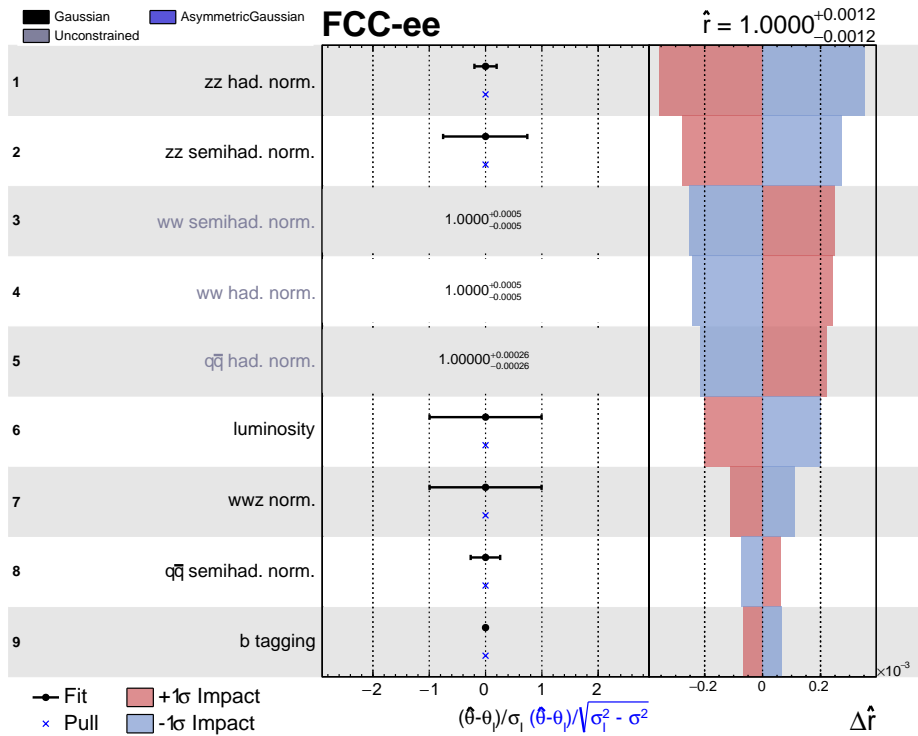 Gaussian AsymmetricGaussian
Unconstrained
FCC-ee
r̂ = 1.0000 +0.0012 −0.0012
1 zz had. norm.
2 zz semihad. norm.
3 ww semihad. norm. 1.0000 +0.0005 −0.0005
4 ww had. norm. 1.0000 +0.0005 −0.0005
5 qq̅ had. norm. 1.00000 +0.00026 −0.00026
6 luminosity
7 wwz norm.
8 qq̅ semihad. norm.
9 b tagging
×10⁻³
−2 −1 0 1 2 −0.2 0 0.2
Fit +1σ Impact
Pull -1σ Impact
(θ̂-θI)/σI (θ̂-θI)/√(σI² - σ²) Δr̂